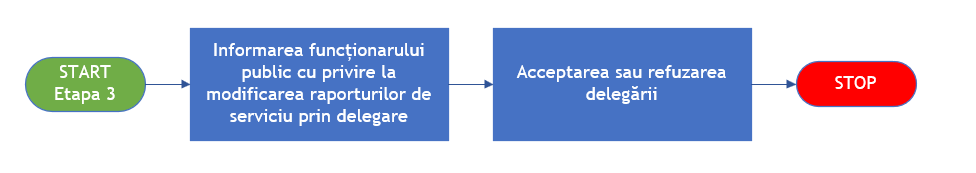 START
Etapa 3
Informarea funcționarului
public cu privire la
modificarea raporturilor de
serviciu prin delegare
Acceptarea sau refuzarea
delegării
STOP